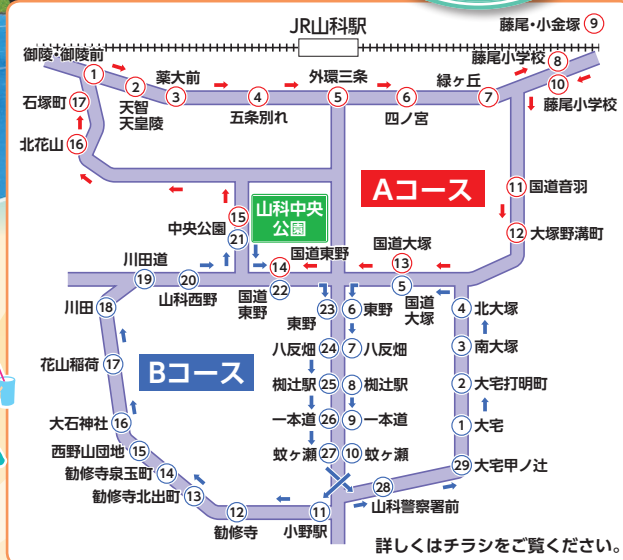 JR山科駅
藤尾・小金塚 9
御陵・御陵前
1
2
天智
天皇陵
薬大前
3
4
五条別れ
外環三条
5
6
四ノ宮
緑ヶ丘
7
藤尾小学校
8
10
藤尾小学校
石塚町 17
北花山 16
Aコース
11 国道音羽
12 大塚野溝町
中央公園
15
21
山科中央
公園
国道東野
14
22
国道
東野
国道大塚
13
5
国道
大塚
川田道
19
20
山科西野
川田 18
花山稲荷 17
大石神社 16
西野山団地 15
勧修寺泉玉町 14
勧修寺北出町 13
12
勧修寺
11
小野駅
Bコース
23
東野
6 東野
八反畑 24
7 八反畑
椥辻駅 25
8 椥辻駅
一本道 26
9 一本道
蚊ヶ瀬 27
10 蚊ヶ瀬
4 北大塚
3 南大塚
2 大宅打明町
1 大宅
29 大宅甲ノ辻
28
山科警察署前
詳しくはチラシをご覧ください。